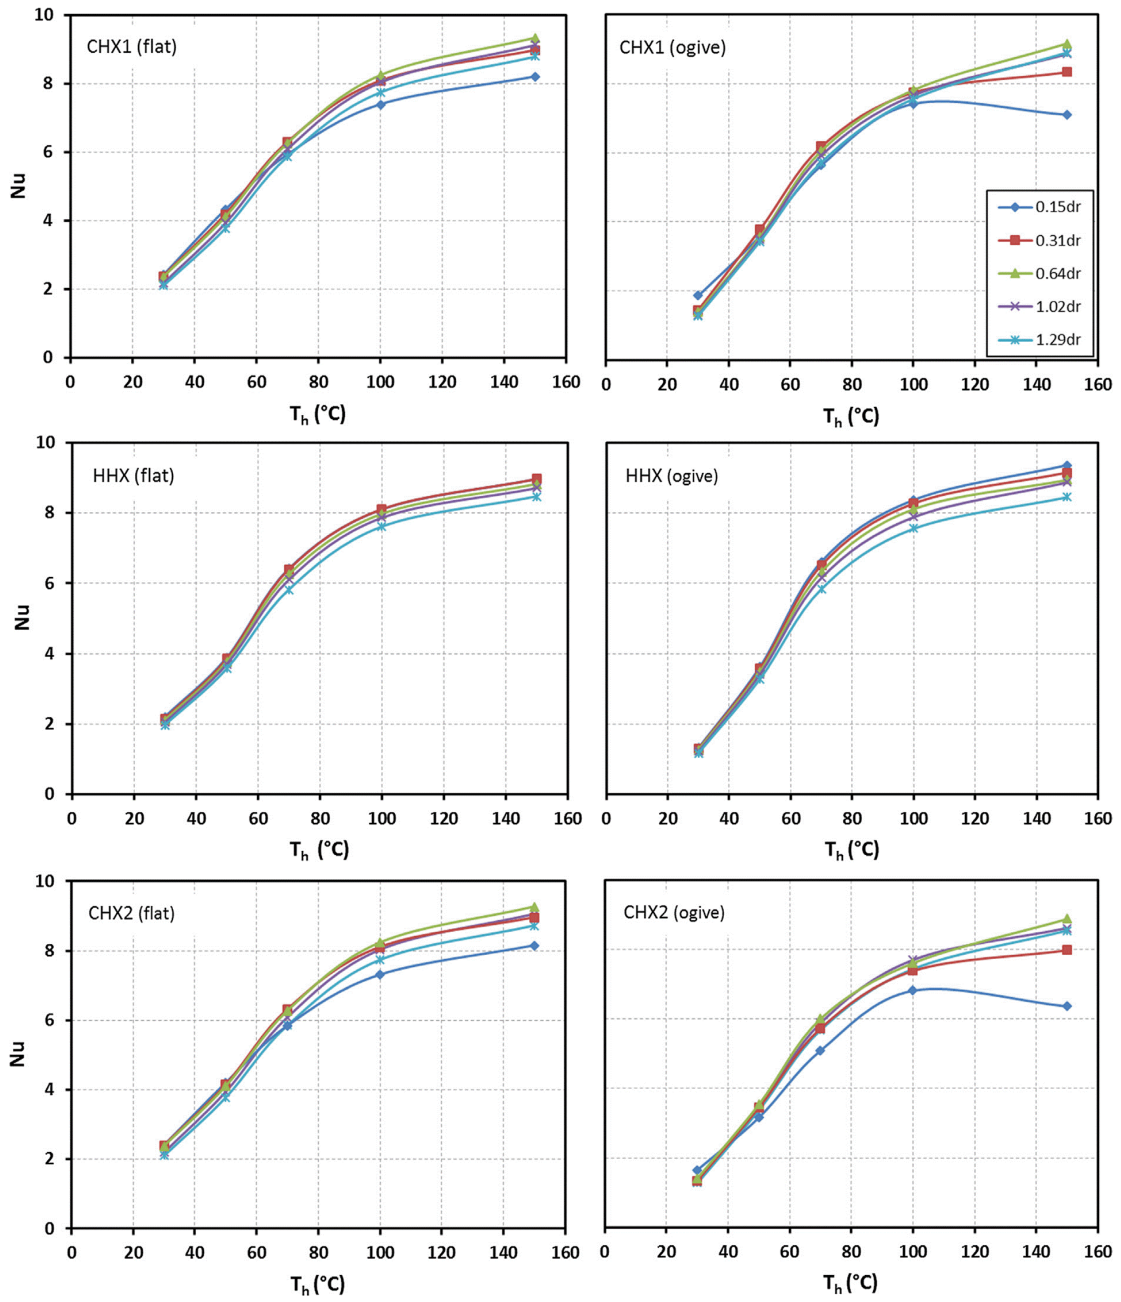 10
8
6
4
2
0
Nu
CHX1 (flat)
0 20 40 60 80 100 120 140 160
Th (°C)
CHX1 (ogive)
0.15dr
0.31dr
0.64dr
1.02dr
1.29dr
0 20 40 60 80 100 120 140 160
Th (°C)
10
8
6
4
2
0
Nu
HHX (flat)
0 20 40 60 80 100 120 140 160
Th (°C)
HHX (ogive)
0 20 40 60 80 100 120 140 160
Th (°C)
10
8
6
4
2
0
Nu
CHX2 (flat)
0 20 40 60 80 100 120 140 160
Th (°C)
CHX2 (ogive)
0 20 40 60 80 100 120 140 160
Th (°C)